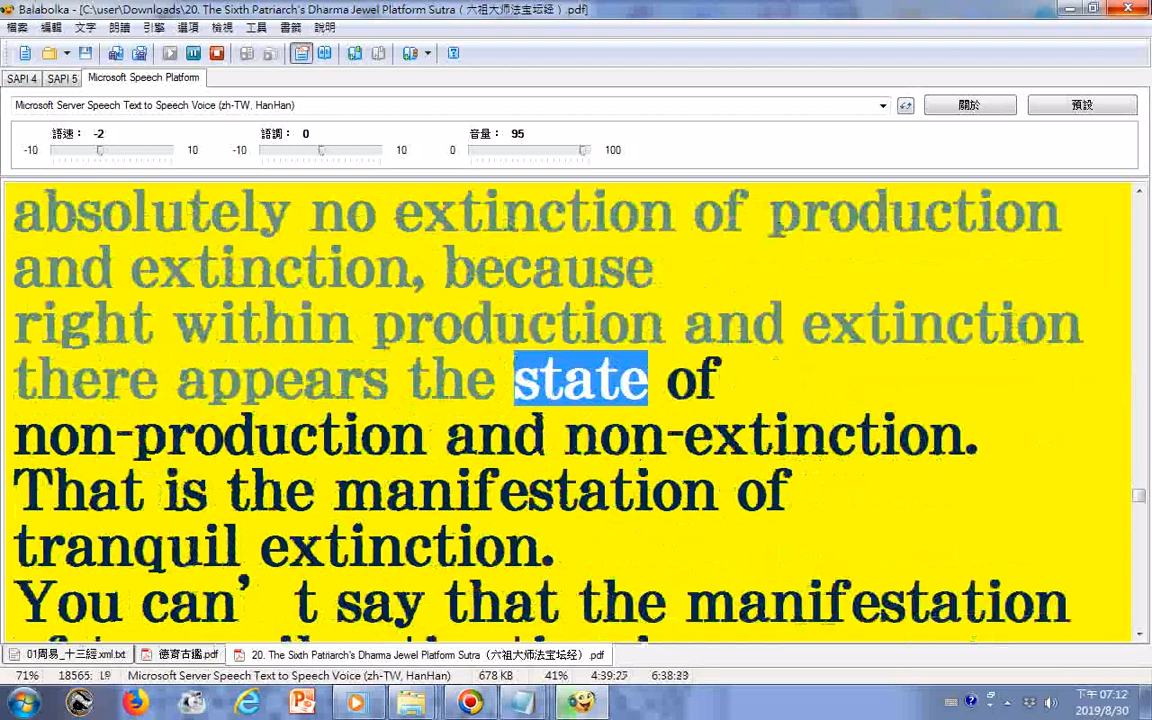 Balabolka - [C:\user\Downloads\20. The Sixth Patriarch's Dharma Jewel Platform Sutra（六祖大师法宝坛经）.pdf]
檔案 編輯 文字 朗讀 引擎 選項 檢視 工具 書籤 說明
SAPI 4 SAPI 5 Microsoft Speech Platform
Microsoft Server Speech Text to Speech Voice (zh-TW, HanHan) 關於 預設
語速： -2 語調： 0 音量： 95
-10 10 -10 10 0 100
absolutely no extinction of production
and extinction, because
right within production and extinction
there appears the state of
non-production and non-extinction.
That is the manifestation of
tranquil extinction.
You can’t say that the manifestation
01周易_十三經.xml.txt 德育古鑑.pdf 20. The Sixth Patriarch's Dharma Jewel Platform Sutra（六祖大师法宝坛经）.pdf
71% 18565: 19 Microsoft Server Speech Text to Speech Voice (zh-TW, HanHan) 678 KB 41% 4:39:25 6:38:23
下午 07:12
2019/8/30